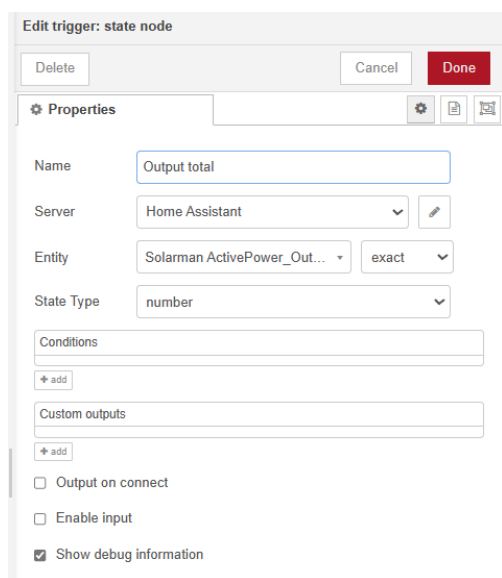 Edit trigger: state node
Delete Cancel Done
Properties
Name Output total
Server Home Assistant
Entity Solarman ActivePower_Out... exact
State Type number
Conditions
+ add
Custom outputs
+ add
Output on connect
Enable input
Show debug information